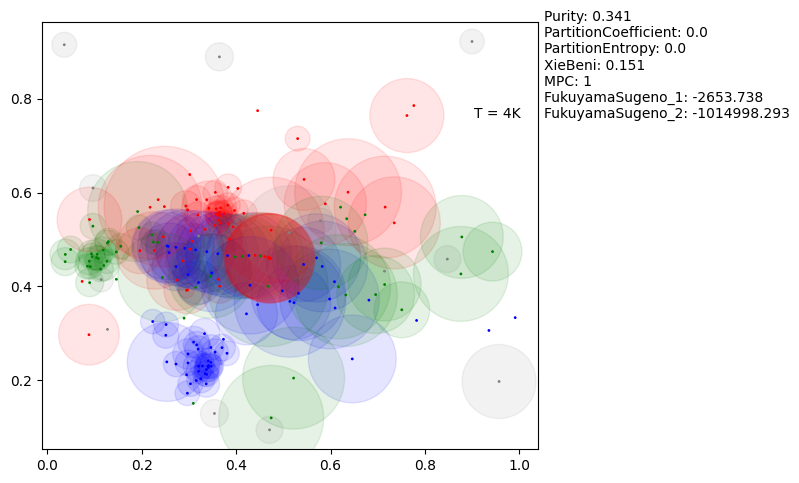 Purity: 0.341
PartitionCoefficient: 0.0
PartitionEntropy: 0.0
XieBeni: 0.151
MPC: 1
FukuyamaSugeno_1: -2653.738
FukuyamaSugeno_2: -1014998.293
T = 4K
0.8
0.6
0.4
0.2
0.0 0.2 0.4 0.6 0.8 1.0